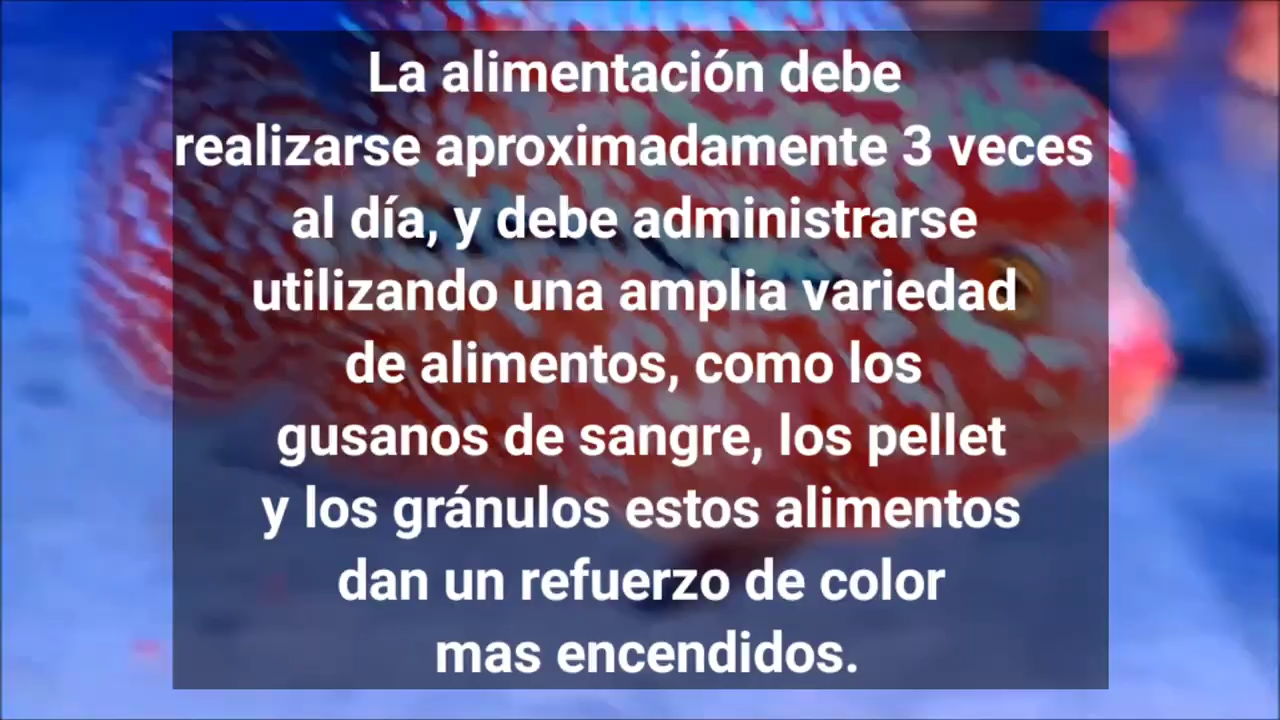 La alimentación debe
realizarse aproximadamente 3 veces
al día, y debe administrarse
utilizando una amplia variedad
de alimentos, como los
gusanos de sangre, los pellet
y los gránulos estos alimentos
dan un refuerzo de color
mas encendidos.